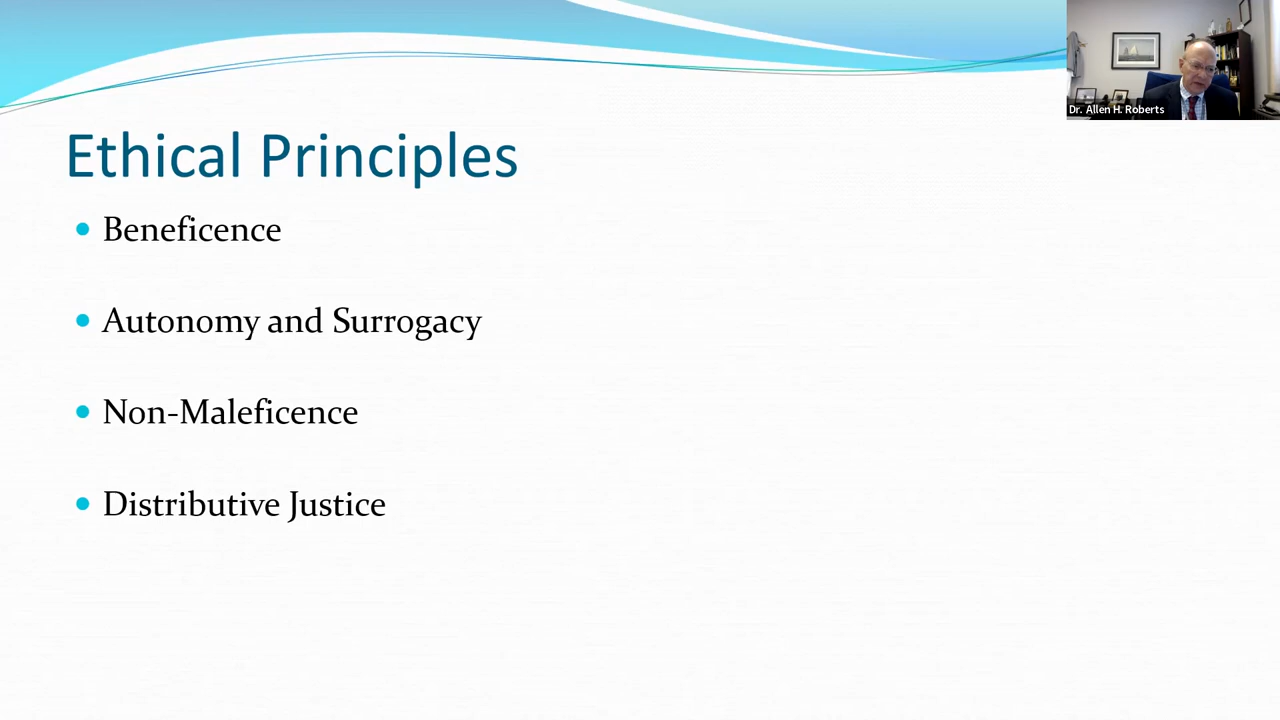 Dr. Allen H. Roberts
Ethical Principles
Beneficence
Autonomy and Surrogacy
Non-Maleficence
Distributive Justice